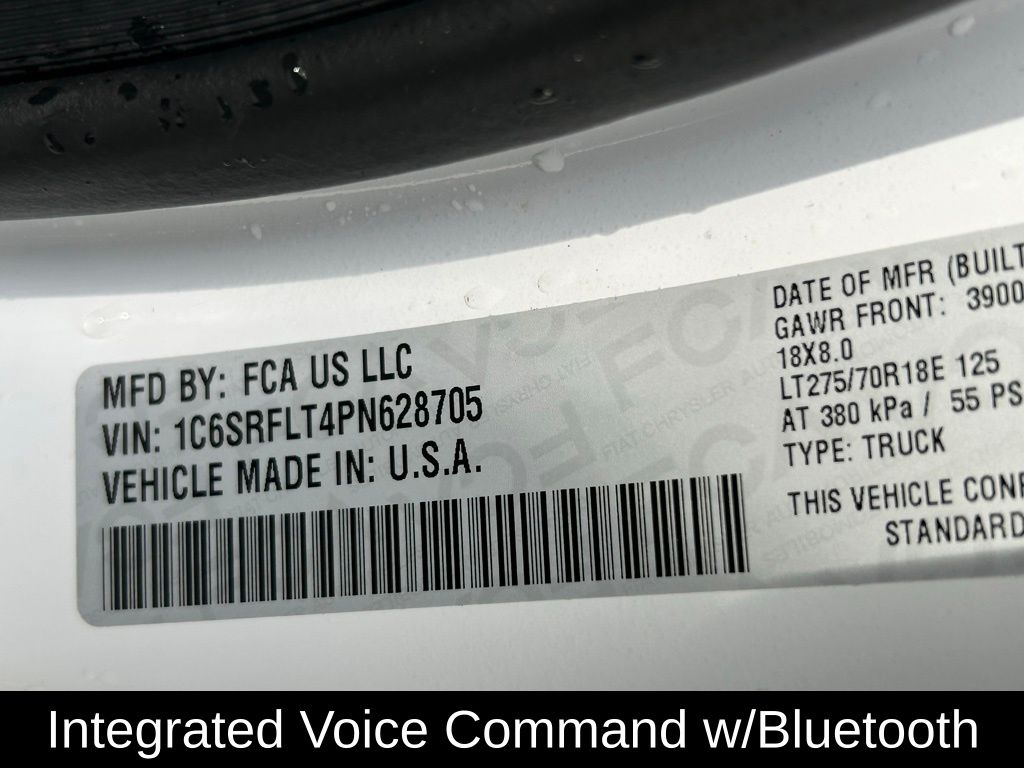 MFD BY: FCA US LLC
VIN: 1C6SRFLT4PN628705
VEHICLE MADE IN: U.S.A.
DATE OF MFR (BUILT
GAWR FRONT: 3900
18X8.0
LT275/70R18E 125
AT 380 kPa / 55 PS
TYPE: TRUCK
THIS VEHICLE CONF
STANDARD
Integrated Voice Command w/Bluetooth